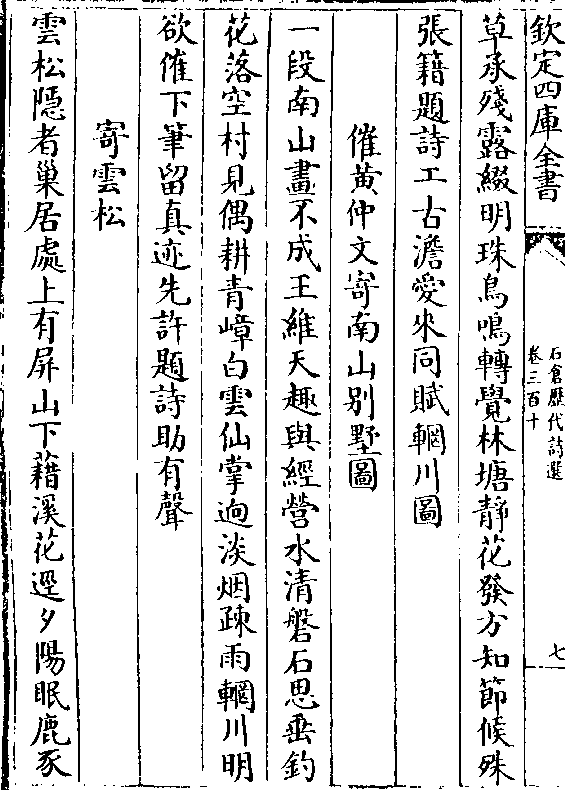 欽定四庫全書
石倉歷代詩選
卷三百十
七
草承殘露綴明珠鳥鳴轉覺林塘靜花發方知節候殊
張籍題詩工古澹愛來同賦輞川圖
催黄仲文寄南山别墅圖
一段南山畫不成王維天趣與經營水清磐石思垂釣
花落空村見偶耕青嶂白雲仙掌逈淡烟疎雨輞川明
欲催下筆留真迹先許題詩助有聲
寄雲松
雲松隠者巢居處上有屏山下藉溪花逕夕陽眠鹿豕